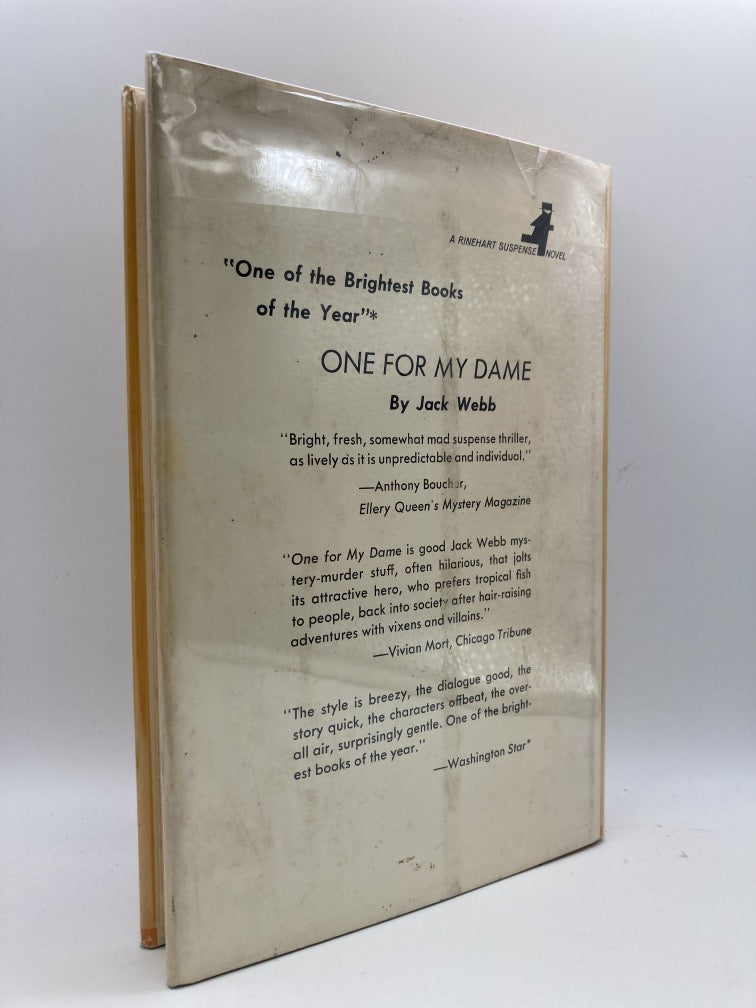 A RINEHART SUSPENSE NOVEL
"One of the Brightest Books
of the Year"*
ONE FOR MY DAME
By Jack Webb
"Bright, fresh, somewhat mad suspense thriller,
as lively as it is unpredictable and individual."
—Anthony Boucher,
Ellery Queen's Mystery Magazine
"One for My Dame is good Jack Webb mys-
tery-murder stuff, often hilarious, that jolts
its attractive hero, who prefers tropical fish
to people, back into society after hair-raising
adventures with vixens and villains."
—Vivian Mort, Chicago Tribune
"The style is breezy, the dialogue good, the
story quick, the characters offbeat, the over-
all air, surprisingly gentle. One of the bright-
est books of the year."
—Washington Star*